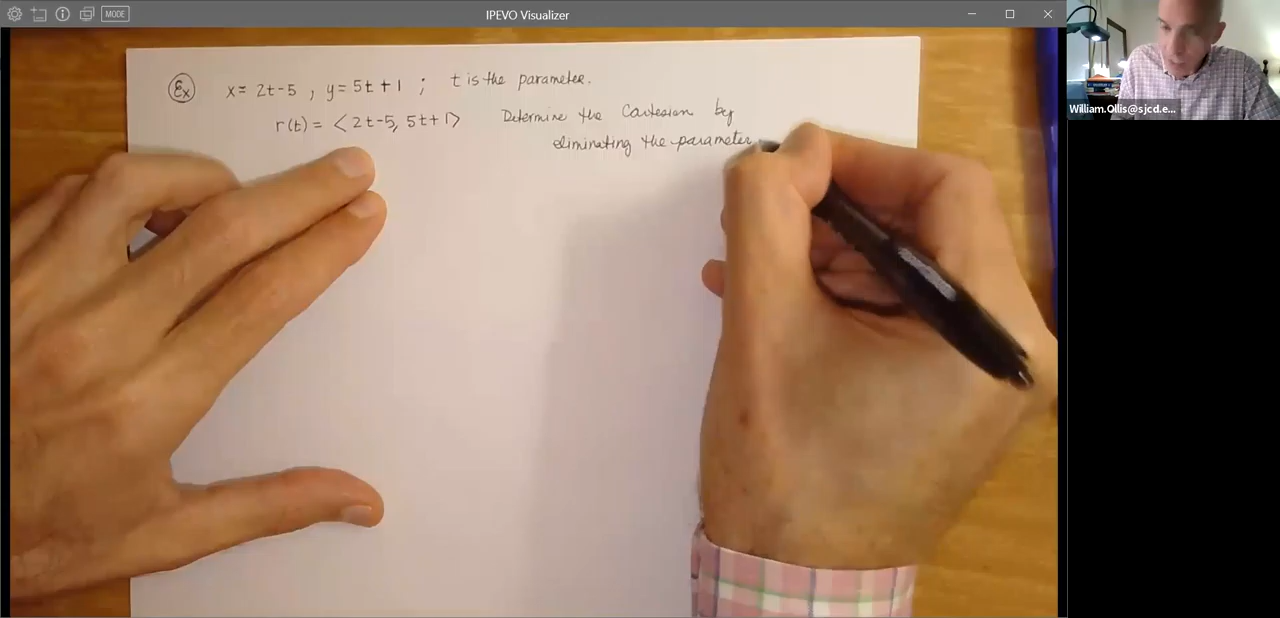 MODE
IPEVO Visualizer
Ex x = 2t-5 , y = 5t + 1 ; t is the parameter.
r(t) = < 2t-5, 5t+1 > Determine the Cartesian by
eliminating the parameter
William.Ollis@sjcd.e...